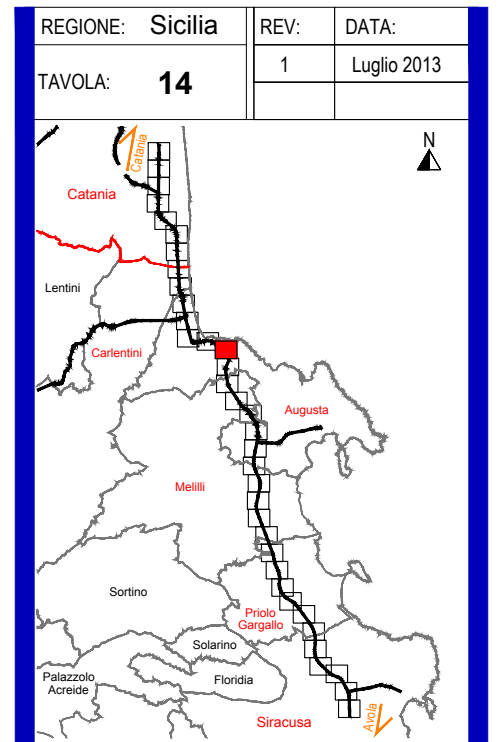 REGIONE: Sicilia
REV: DATA:
TAVOLA: 14
1 Luglio 2013
N
Catania
Catania
Lentini
Carlentini
Augusta
Melilli
Sortino
Priolo
Gargallo
Solarino
Palazzolo
Acreide
Floridia
Siracusa
Avola